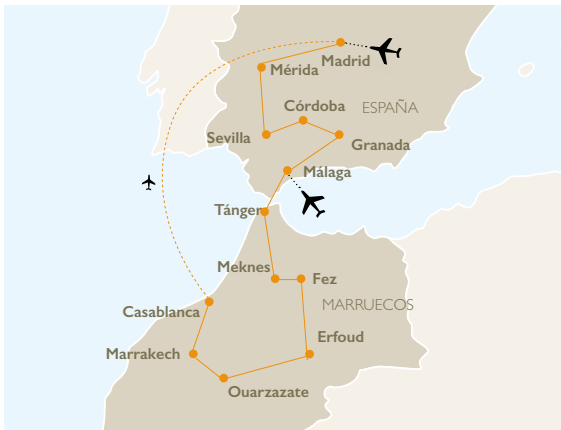 Madrid
Mérida
Córdoba
ESPAÑA
Sevilla
Granada
Málaga
Tánger
Meknes
Fez
MARRUECOS
Casablanca
Erfoud
Marrakech
Ouarzazate